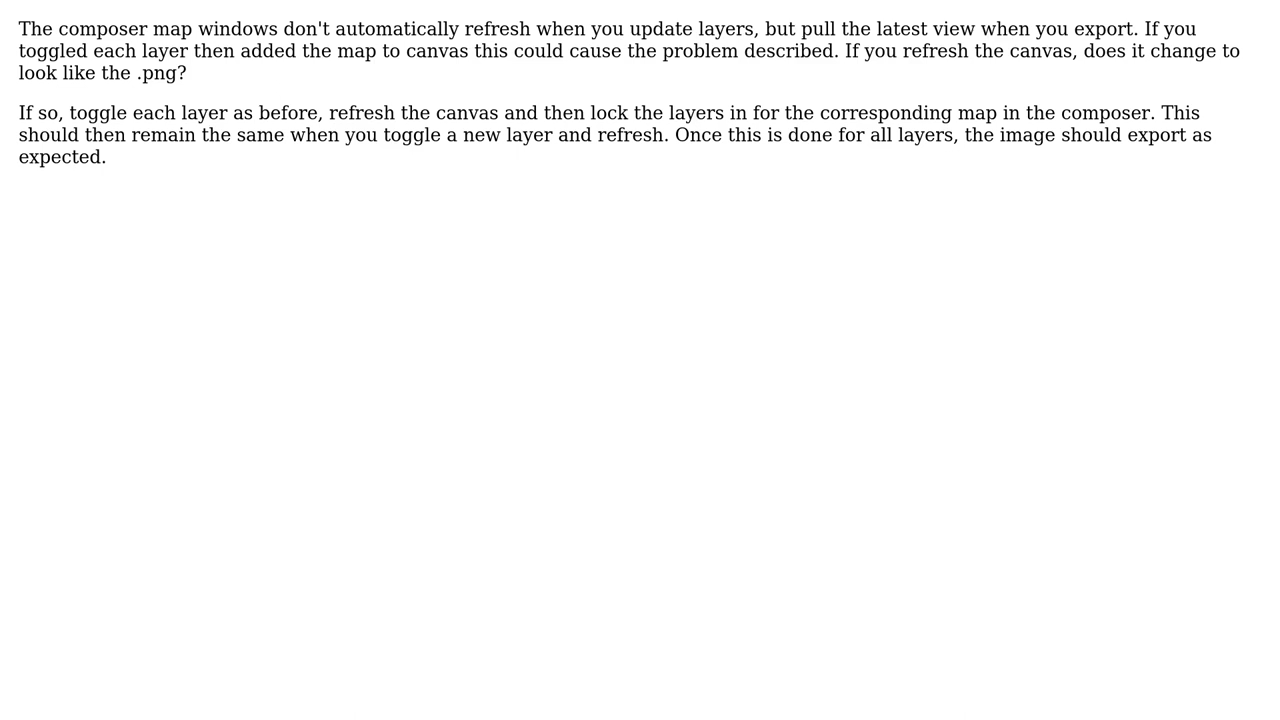 The composer map windows don't automatically refresh when you update layers, but pull the latest view when you export. If you
toggled each layer then added the map to canvas this could cause the problem described. If you refresh the canvas, does it change to
look like the .png?
If so, toggle each layer as before, refresh the canvas and then lock the layers in for the corresponding map in the composer. This
should then remain the same when you toggle a new layer and refresh. Once this is done for all layers, the image should export as
expected.